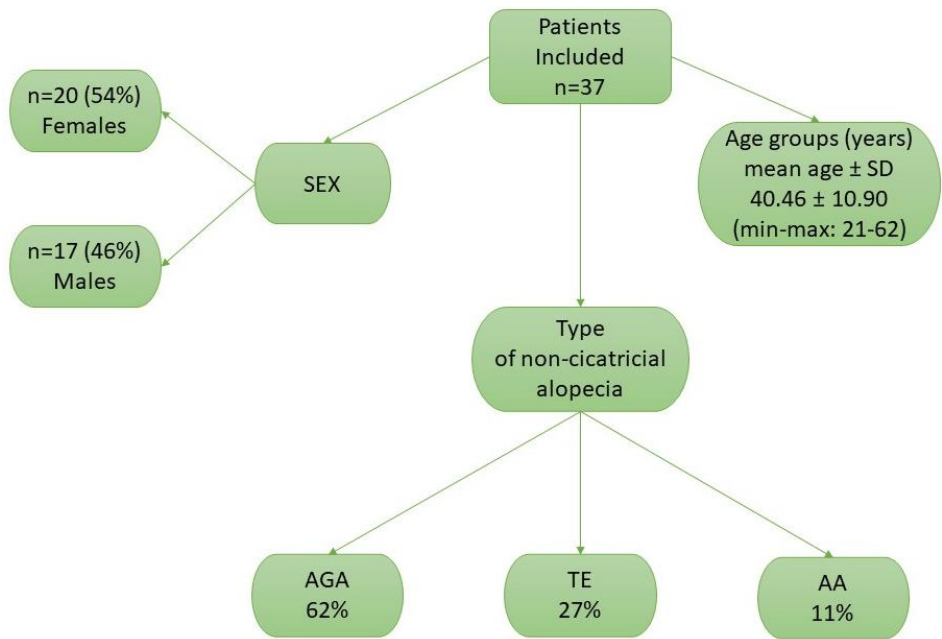 Patients
Included
n=37
n=20 (54%)
Females
SEX
Age groups (years)
mean age ± SD
40.46 ± 10.90
(min-max: 21-62)
n=17 (46%)
Males
Type
of non-cicatricial
alopecia
AGA
62%
TE
27%
AA
11%